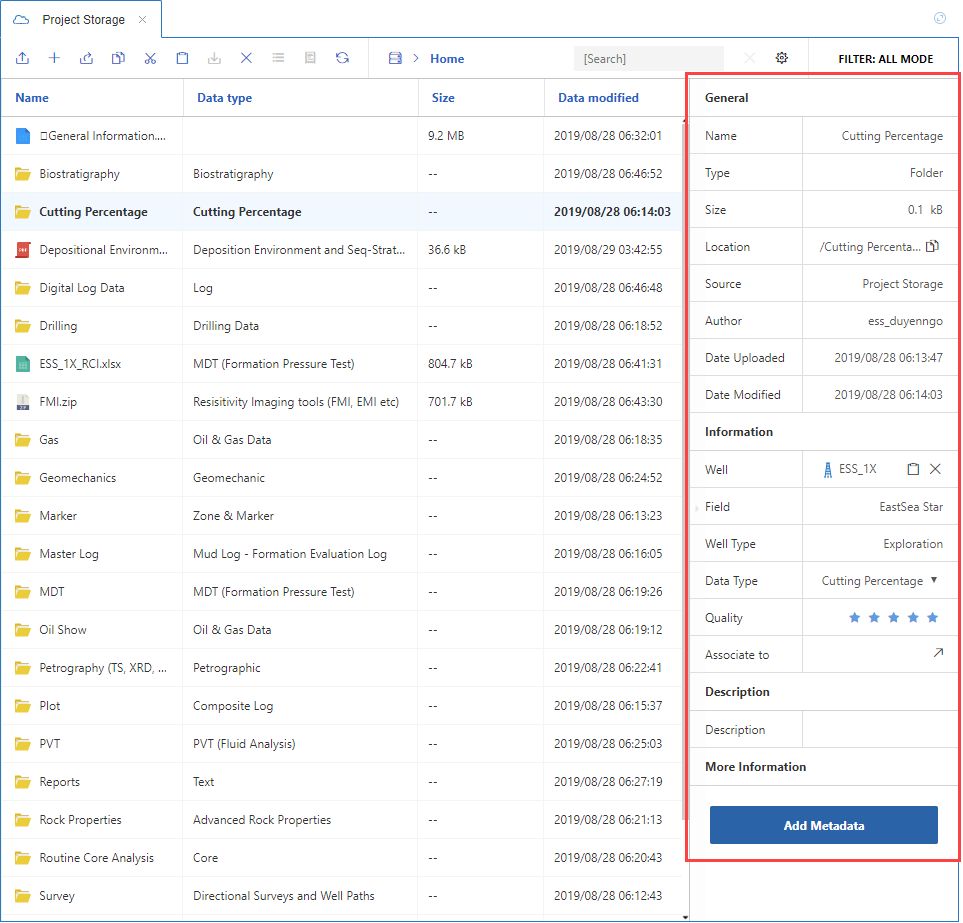 Project Storage
Home
[Search]
FILTER: ALL MODE
Name Data type Size Data modified
General Information.... 9.2 MB 2019/08/28 06:32:01
Biostratigraphy Biostratigraphy -- 2019/08/28 06:46:52
Cutting Percentage Cutting Percentage -- 2019/08/28 06:14:03
Depositional Environm... Deposition Environment and Seq-Strat... 36.6 kB 2019/08/29 03:42:55
Digital Log Data Log -- 2019/08/28 06:46:48
Drilling Drilling Data -- 2019/08/28 06:18:52
ESS_1X_RCI.xlsx MDT (Formation Pressure Test) 804.7 kB 2019/08/28 06:41:31
FMI.zip Resisitivity Imaging tools (FMI, EMI etc) 701.7 kB 2019/08/28 06:43:30
Gas Oil & Gas Data -- 2019/08/28 06:18:35
Geomechanics Geomechanic -- 2019/08/28 06:24:52
Marker Zone & Marker -- 2019/08/28 06:13:23
Master Log Mud Log - Formation Evaluation Log -- 2019/08/28 06:16:05
MDT MDT (Formation Pressure Test) -- 2019/08/28 06:19:26
Oil Show Oil & Gas Data -- 2019/08/28 06:19:12
Petrography (TS, XRD, ... Petrographic -- 2019/08/28 06:22:41
Plot Composite Log -- 2019/08/28 06:15:37
PVT PVT (Fluid Analysis) -- 2019/08/28 06:25:03
Reports Text -- 2019/08/28 06:27:19
Rock Properties Advanced Rock Properties -- 2019/08/28 06:21:13
Routine Core Analysis Core -- 2019/08/28 06:20:43
Survey Directional Surveys and Well Paths -- 2019/08/28 06:12:43
General
Name Cutting Percentage
Type Folder
Size 0.1 kB
Location /Cutting Percenta...
Source Project Storage
Author ess_duyenngo
Date Uploaded 2019/08/28 06:13:47
Date Modified 2019/08/28 06:14:03
Information
Well ESS_1X
Field EastSea Star
Well Type Exploration
Data Type Cutting Percentage
Quality
Associate to
Description
Description
More Information
Add Metadata